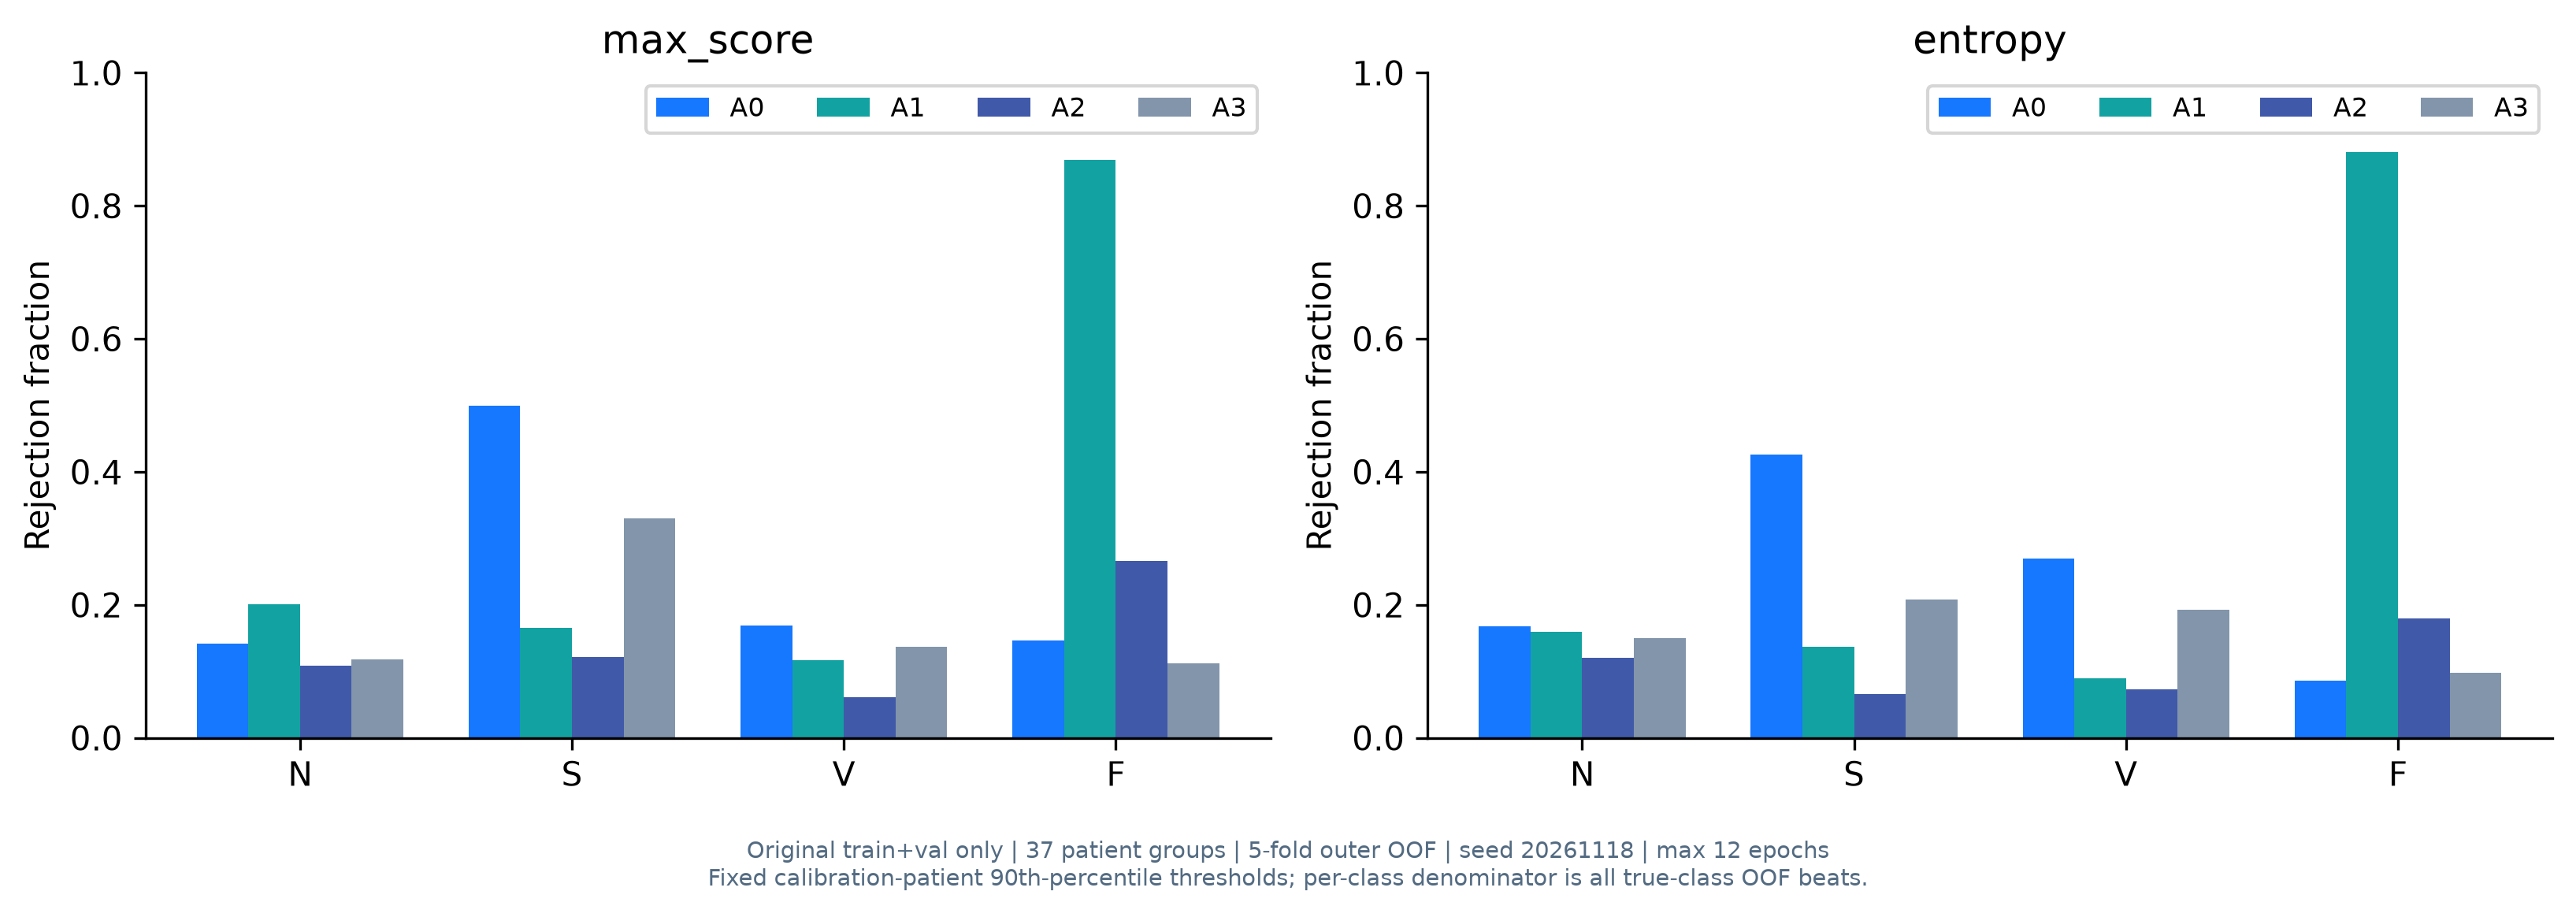 max_score
1.0
0.8
0.6
0.4
0.2
0.0
Rejection fraction
A0 A1 A2 A3
N S V F
entropy
1.0
0.8
0.6
0.4
0.2
0.0
Rejection fraction
A0 A1 A2 A3
N S V F
Original train+val only | 37 patient groups | 5-fold outer OOF | seed 20261118 | max 12 epochs
Fixed calibration-patient 90th-percentile thresholds; per-class denominator is all true-class OOF beats.